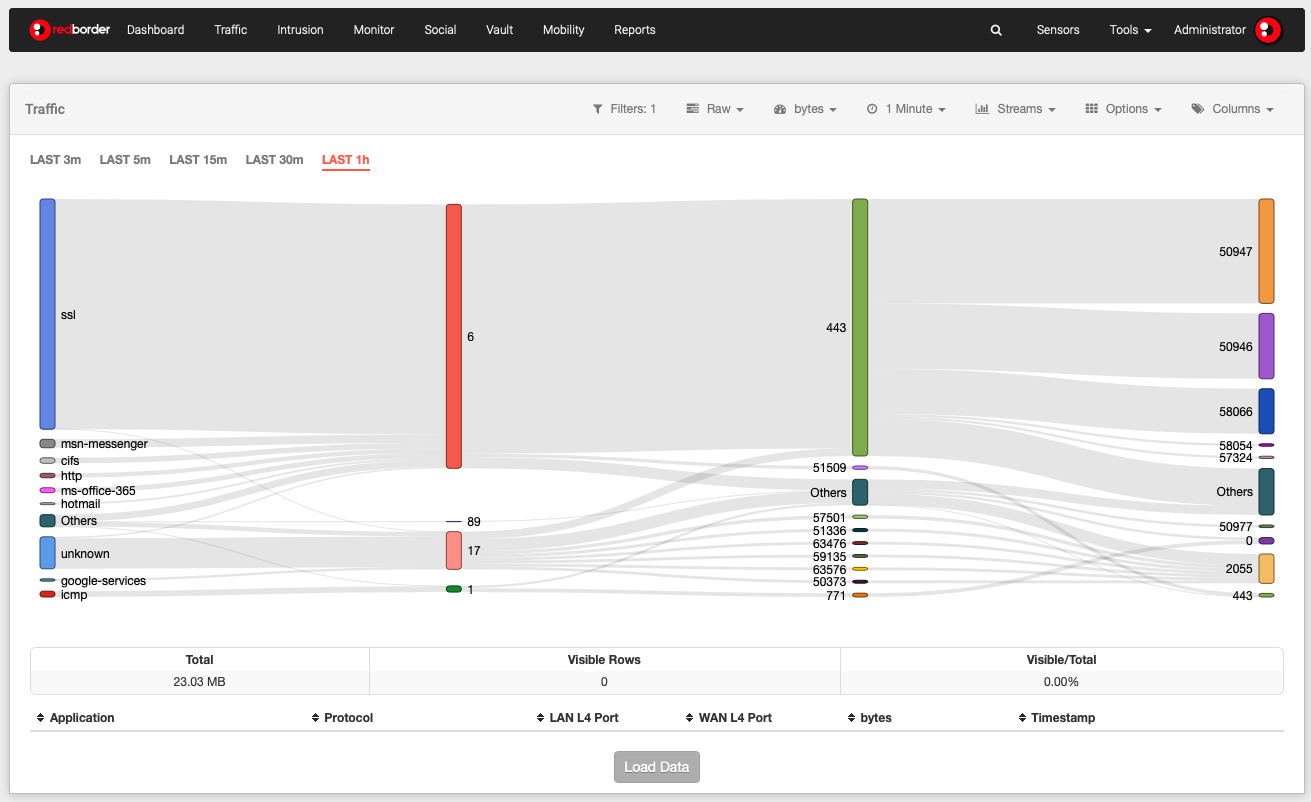 redborder Dashboard Traffic Intrusion Monitor Social Vault Mobility Reports Sensors Tools Administrator
Traffic Filters: 1 Raw bytes 1 Minute Streams Options Columns
LAST 3m LAST 5m LAST 15m LAST 30m LAST 1h
ssl
msn-messenger
cifs
http
ms-office-365
hotmail
Others
unknown
google-services
icmp
6
89
17
1
443
51509
Others
57501
51336
63476
59135
63576
50373
771
50947
50946
58066
58054
57324
Others
50977
0
2055
443
Total Visible Rows Visible/Total
23.03 MB 0 0.00%
Application Protocol LAN L4 Port WAN L4 Port bytes Timestamp
Load Data